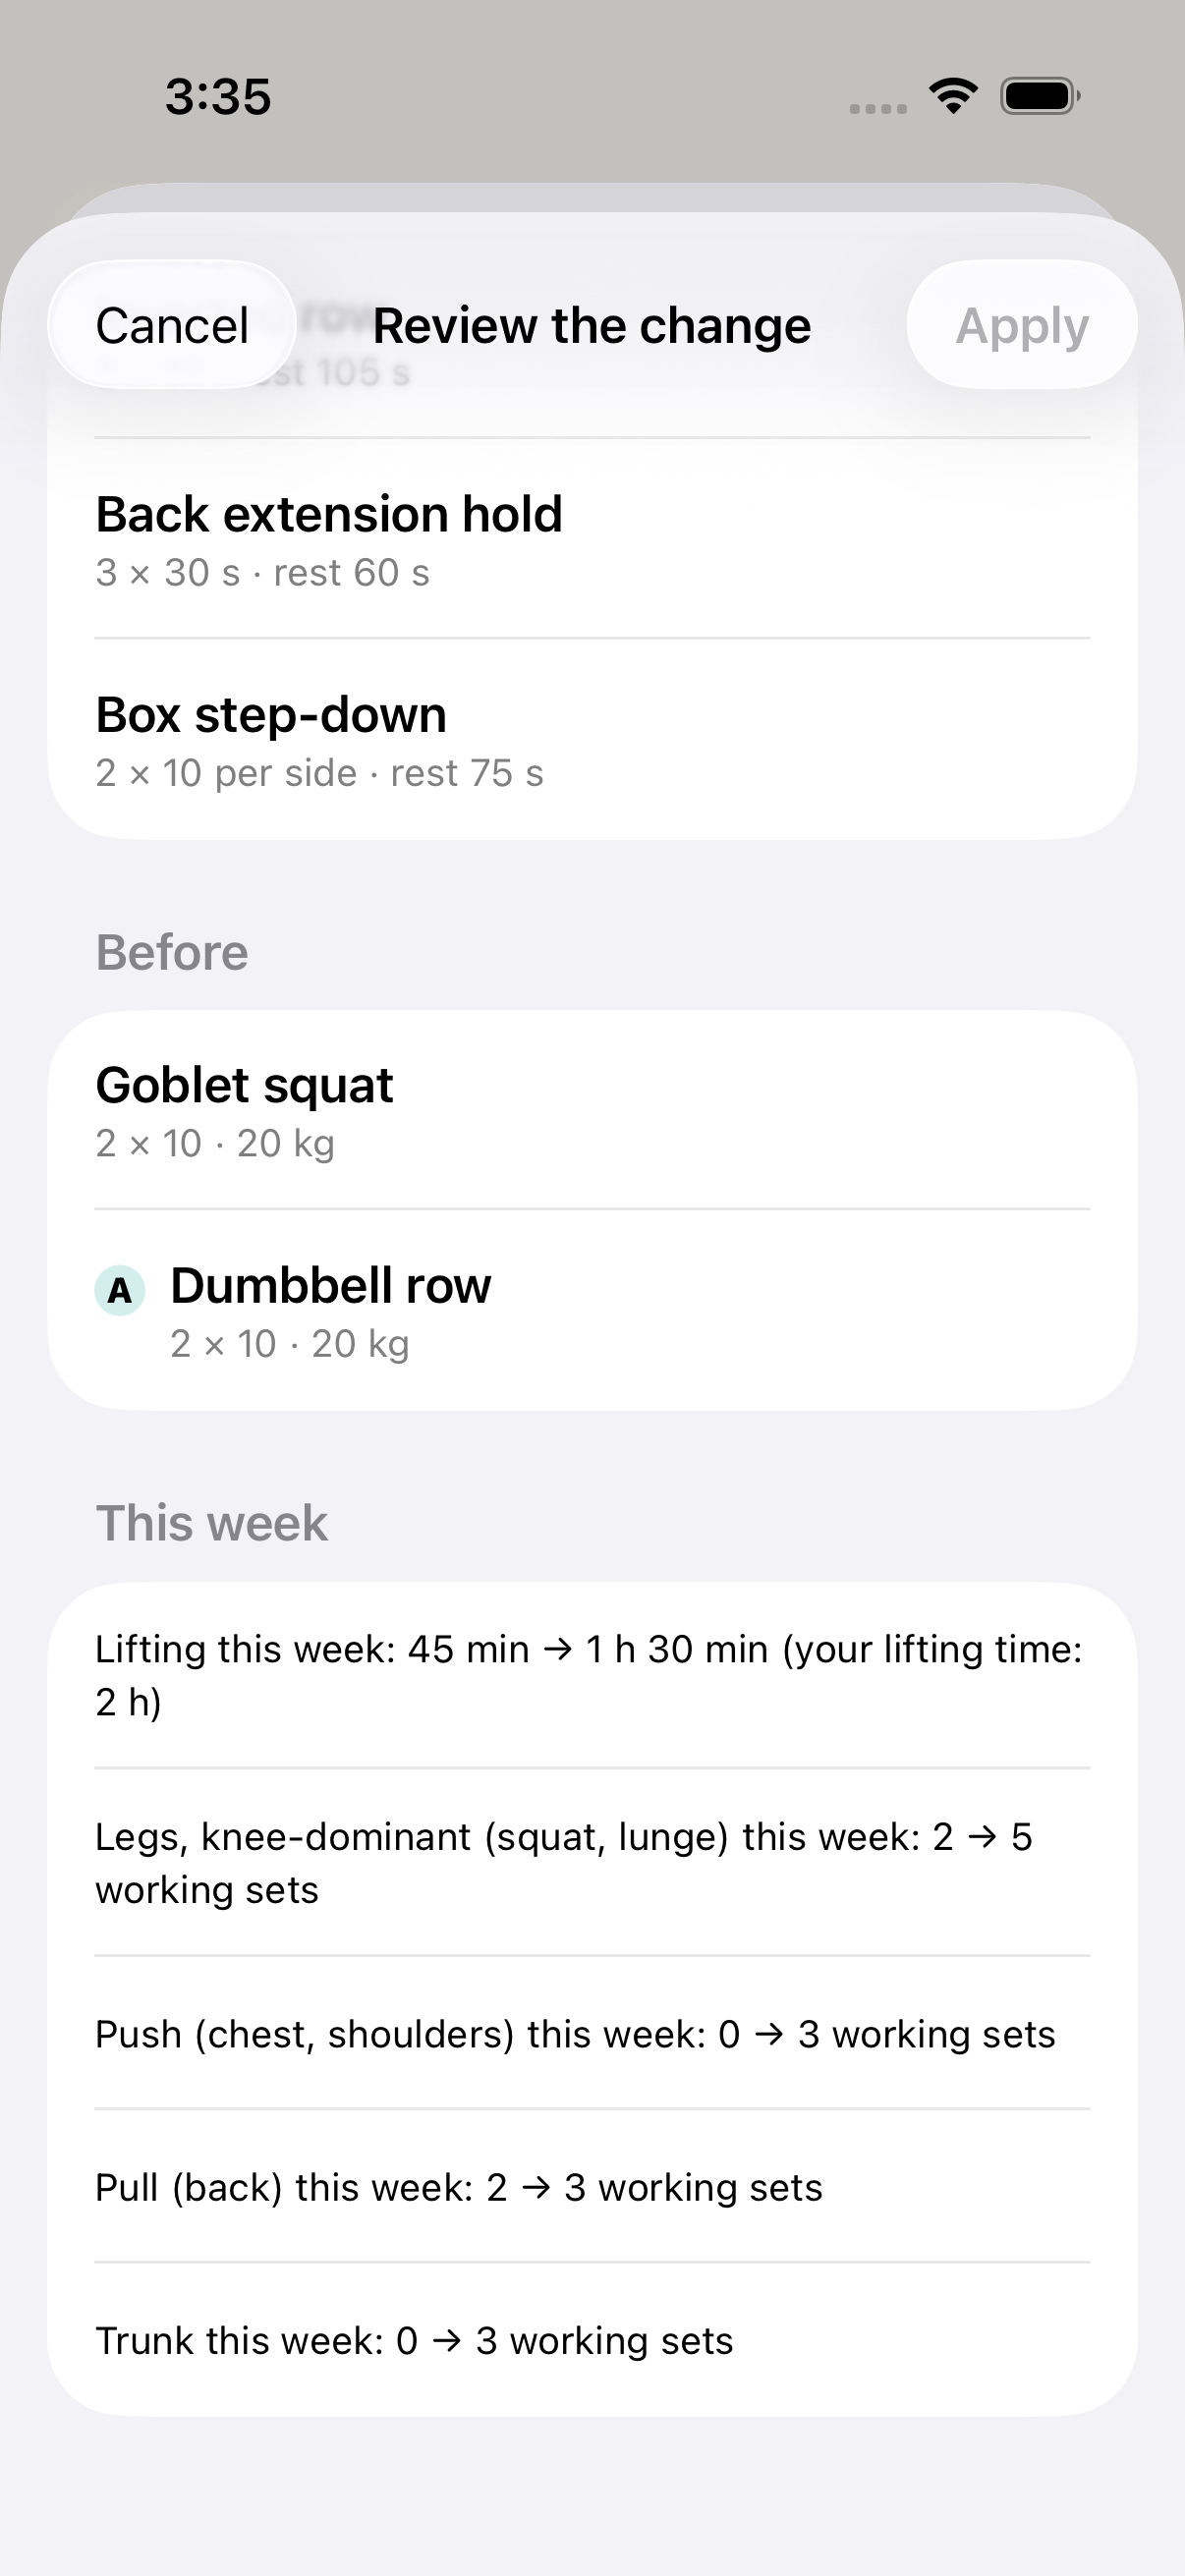 3:35
Cancel
Review the change
Apply
row
st 105 s
Back extension hold
3 × 30 s · rest 60 s
Box step-down
2 × 10 per side · rest 75 s
Before
Goblet squat
2 × 10 · 20 kg
A
Dumbbell row
2 × 10 · 20 kg
This week
Lifting this week: 45 min → 1 h 30 min (your lifting time:
2 h)
Legs, knee-dominant (squat, lunge) this week: 2 → 5
working sets
Push (chest, shoulders) this week: 0 → 3 working sets
Pull (back) this week: 2 → 3 working sets
Trunk this week: 0 → 3 working sets